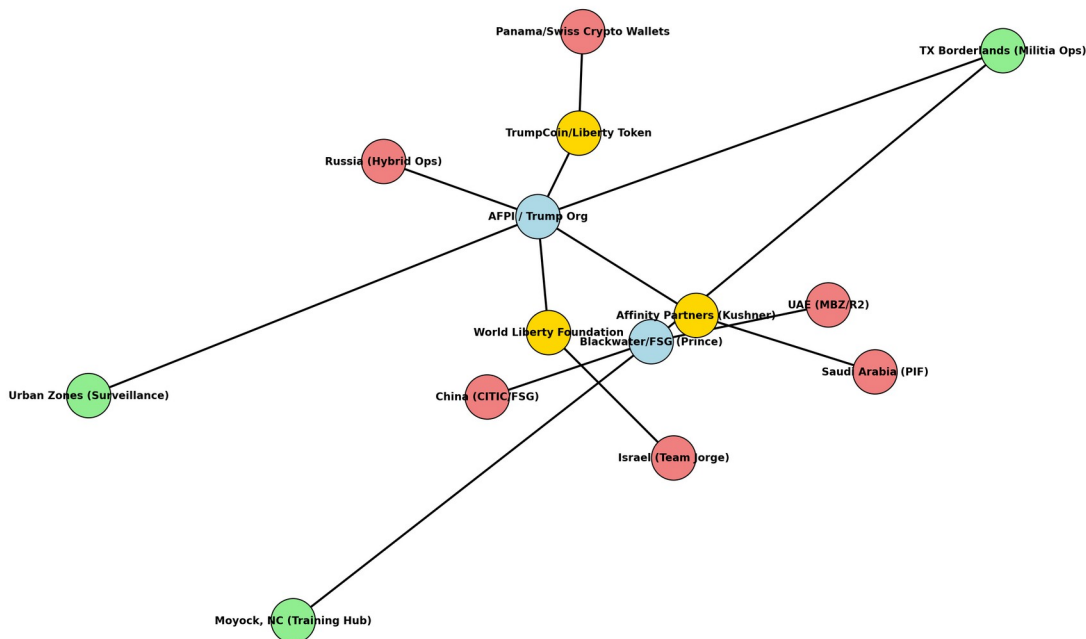 Panama/Swiss Crypto Wallets
TX Borderlands (Militia Ops)
TrumpCoin/Liberty Token
Russia (Hybrid Ops)
AFPI / Trump Org
UAE (MBZ/R2)
Affinity Partners (Kushner)
World Liberty Foundation
Blackwater/FSG (Prince)
Saudi Arabia (PIF)
Urban Zones (Surveillance)
China (CITIC/FSG)
Israel (Team Jorge)
Moyock, NC (Training Hub)